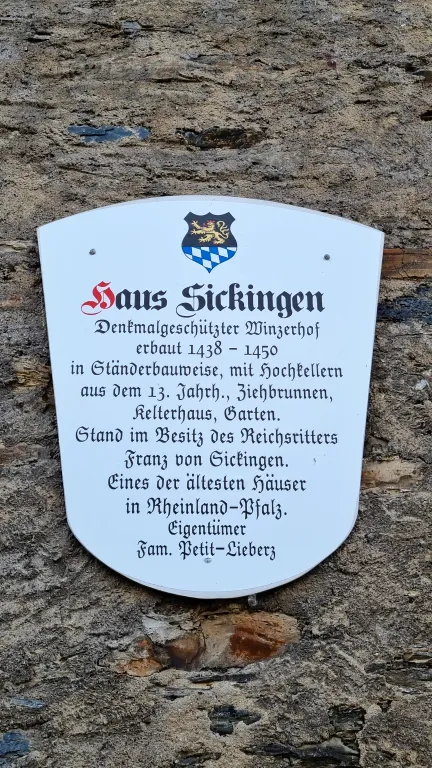 Haus Sickingen
Denkmalgeschützter Winzerhof
erbaut 1438 – 1450
in Ständerbauweise, mit Hochkellern
aus dem 13. Jahrh., Ziehbrunnen,
Kelterhaus, Garten.
Stand im Besitz des Reichsritters
Franz von Sickingen.
Eines der ältesten Häuser
in Rheinland-Pfalz.
Eigentümer
Fam. Petit-Lieberz